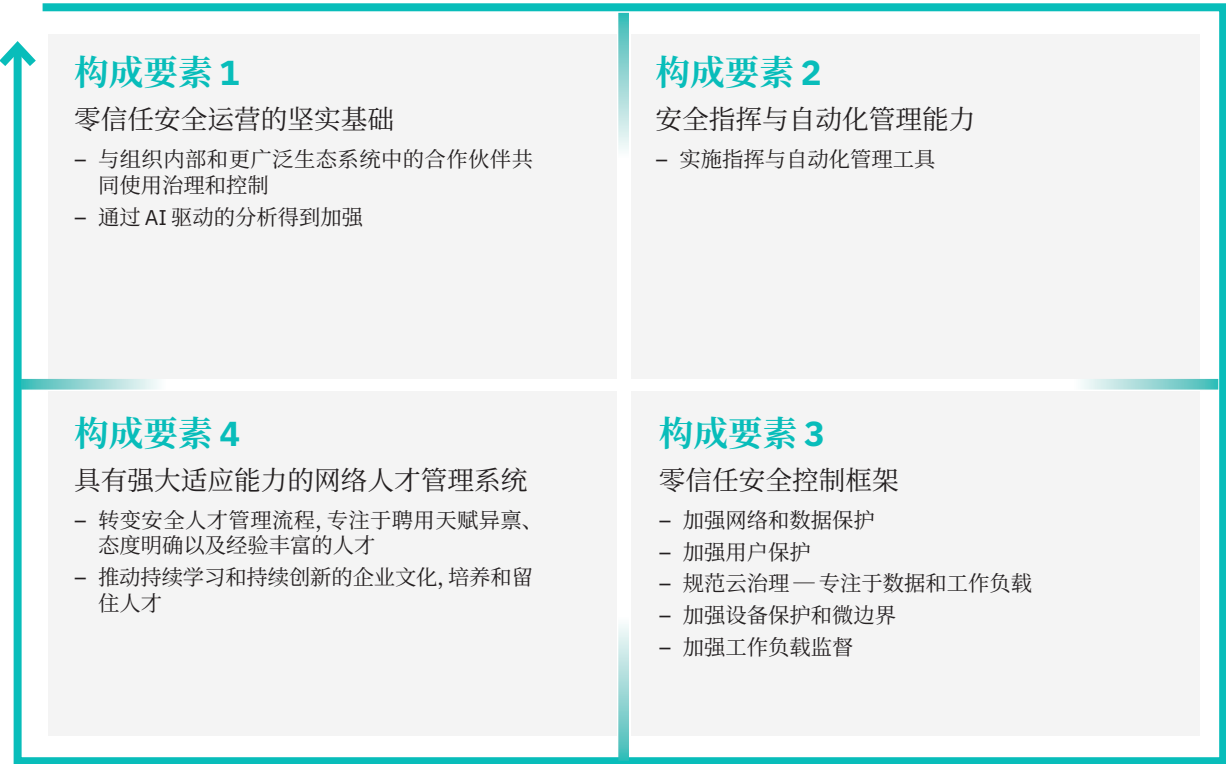 构成要素 1
零信任安全运营的坚实基础
– 与组织内部和更广泛生态系统中的合作伙伴共
同使用治理和控制
– 通过 AI 驱动的分析得到加强
构成要素 2
安全指挥与自动化管理能力
– 实施指挥与自动化管理工具
构成要素 4
具有强大适应能力的网络人才管理系统
– 转变安全人才管理流程, 专注于聘用天赋异禀、
态度明确以及经验丰富的人才
– 推动持续学习和持续创新的企业文化, 培养和留
住人才
构成要素 3
零信任安全控制框架
– 加强网络和数据保护
– 加强用户保护
– 规范云治理 — 专注于数据和工作负载
– 加强设备保护和微边界
– 加强工作负载监督